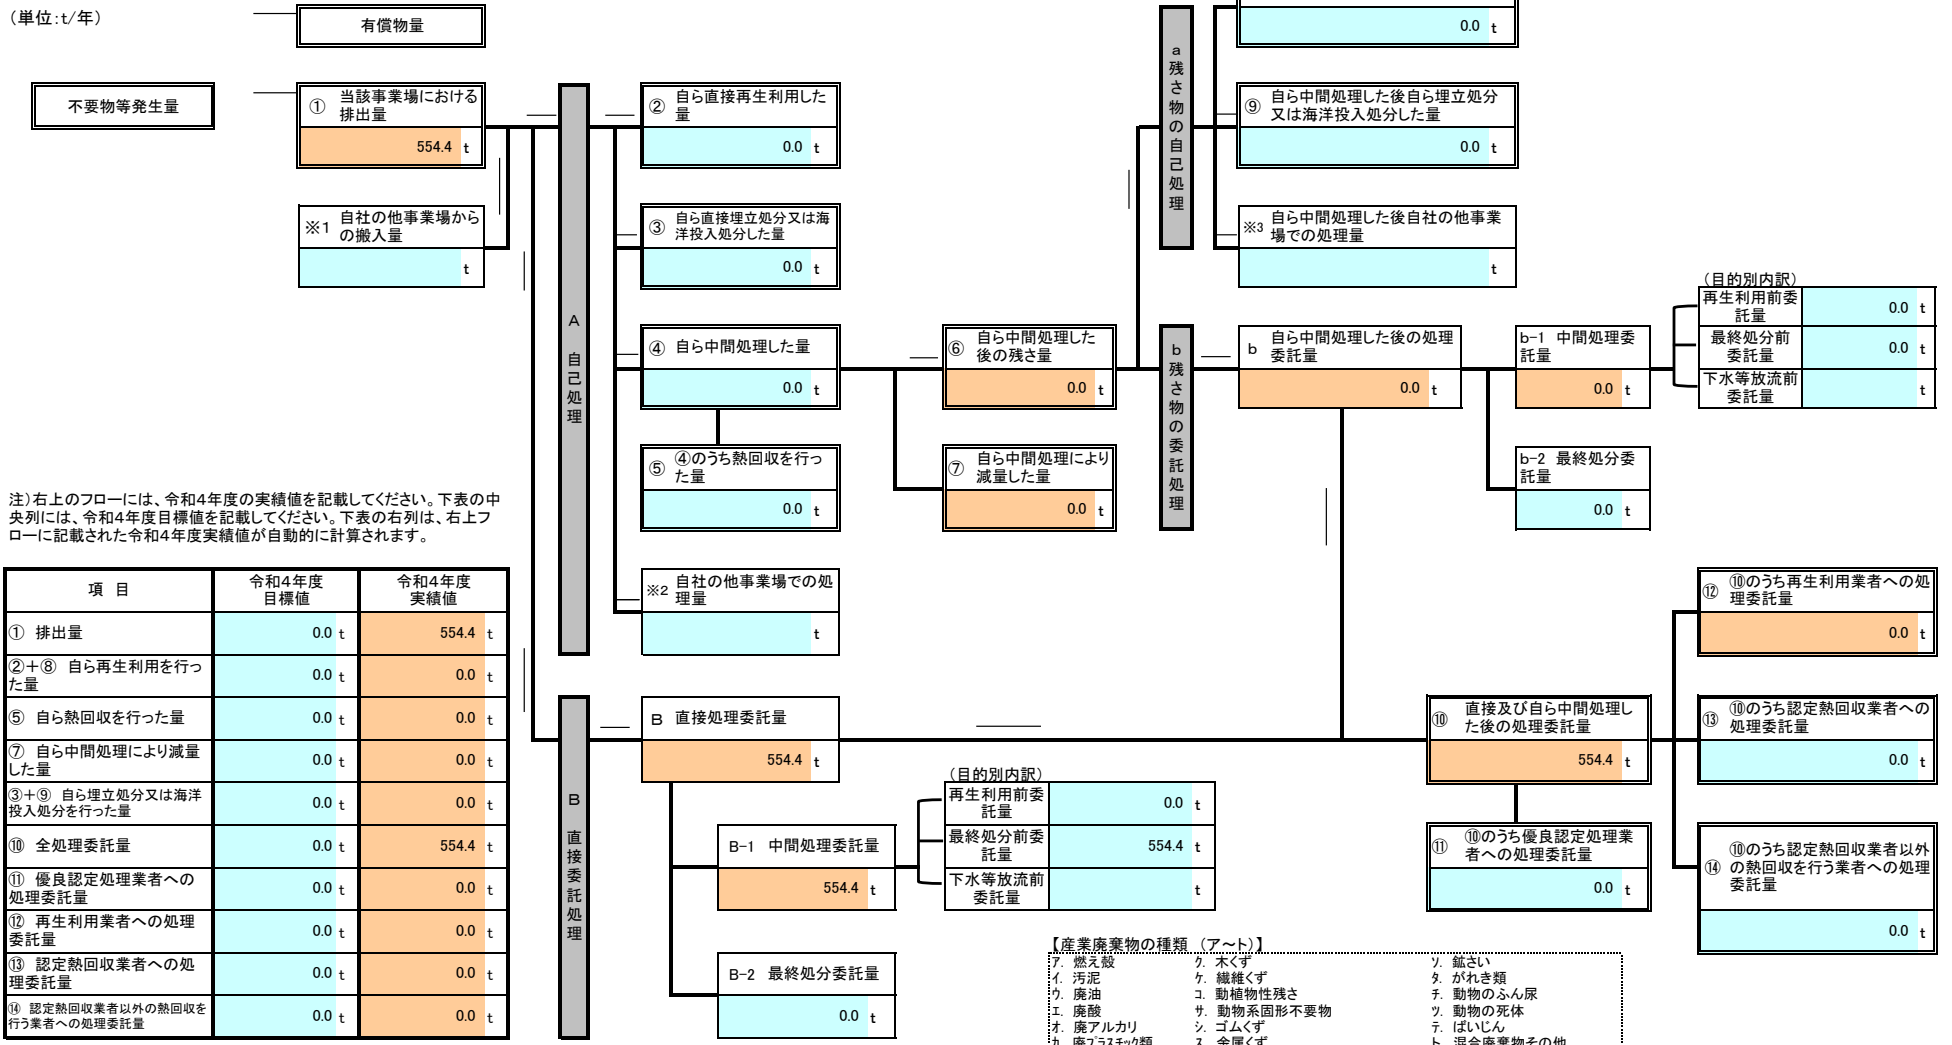 (単位:t/年)
有償物量
0.0 t
不要物等発生量
① 当該事業場における
排出量
554.4 t
※1 自社の他事業場から
の搬入量
t
A 自己処理
② 自ら直接再生利用した
量
0.0 t
③ 自ら直接埋立処分又は海
洋投入処分した量
0.0 t
④ 自ら中間処理した量
0.0 t
⑤ ④のうち熱回収を行っ
た量
0.0 t
※2 自社の他事業場での処
理量
t
⑥ 自ら中間処理した
後の残さ量
0.0 t
⑦ 自ら中間処理により
減量した量
0.0 t
a 残さ物の自己処理
⑨ 自ら中間処理した後自ら埋立処分
又は海洋投入処分した量
0.0 t
※3 自ら中間処理した後自社の他事業
場での処理量
t
b 残さ物の委託処理
b 自ら中間処理した後の処理
委託量
0.0 t
b-1 中間処理委
託量
0.0 t
b-2 最終処分委
託量
0.0 t
(目的別内訳)
再生利用前委
託量
0.0 t
最終処分前
委託量
0.0 t
下水等放流前
委託量
t
注)右上のフローには、令和4年度の実績値を記載してください。下表の中
央列には、令和4年度目標値を記載してください。下表の右列は、右上フ
ローに記載された令和4年度実績値が自動的に計算されます。
項 目 令和4年度
目標値 令和4年度
実績値
① 排出量 0.0 t 554.4 t
②+⑧ 自ら再生利用を行っ
た量 0.0 t 0.0 t
⑤ 自ら熱回収を行った量 0.0 t 0.0 t
⑦ 自ら中間処理により減量
した量 0.0 t 0.0 t
③+⑨ 自ら埋立処分又は海洋
投入処分を行った量 0.0 t 0.0 t
⑩ 全処理委託量 0.0 t 554.4 t
⑪ 優良認定処理業者への
処理委託量 0.0 t 0.0 t
⑫ 再生利用業者への処理
委託量 0.0 t 0.0 t
⑬ 認定熱回収業者への処
理委託量 0.0 t 0.0 t
⑭ 認定熱回収業者以外の熱回収を
行う業者への処理委託量 0.0 t 0.0 t
B 直接委託処理
B 直接処理委託量
554.4 t
B-1 中間処理委託量
554.4 t
B-2 最終処分委託量
0.0 t
(目的別内訳)
再生利用前委
託量
0.0 t
最終処分前委
託量
554.4 t
下水等放流前
委託量
t
⑩ 直接及び自ら中間処理し
た後の処理委託量
554.4 t
⑪ ⑩のうち優良認定処理業
者への処理委託量
0.0 t
⑫ ⑩のうち再生利用業者への処
理委託量
0.0 t
⑬ ⑩のうち認定熱回収業者への
処理委託量
0.0 t
⑭ ⑩のうち認定熱回収業者以外
の熱回収を行う業者への処理
委託量
0.0 t
【産業廃棄物の種類 (ア~ト)】
ア. 燃え殻 ク. 木くず ソ. 鉱さい
イ. 汚泥 ケ. 繊維くず タ. がれき類
ウ. 廃油 コ. 動植物性残さ チ. 動物のふん尿
エ. 廃酸 サ. 動物系固形不要物 ツ. 動物の死体
オ. 廃アルカリ シ. ゴムくず テ. ばいじん
カ. 廃プラスチック類 ス. 金属くず ト. 混合廃棄物その他